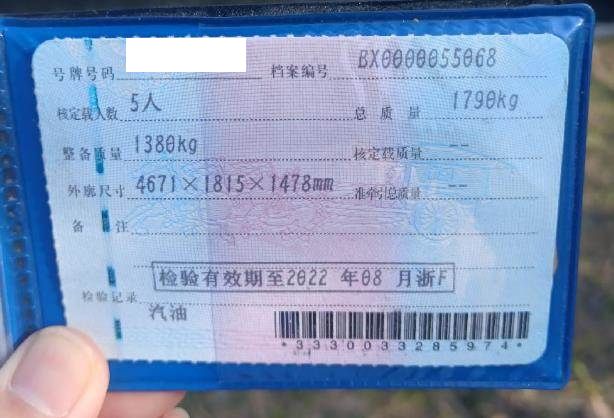 号牌号码 档案编号 BX0000055068
核定载人数 5人 总质量 1790kg
整备质量 1380kg 核定载质量 --
外廓尺寸 4671×1815×1478mm 准牵引总质量 --
备注
检验有效期至2022 年08 月浙F
检验记录
汽油
*3330033285974*